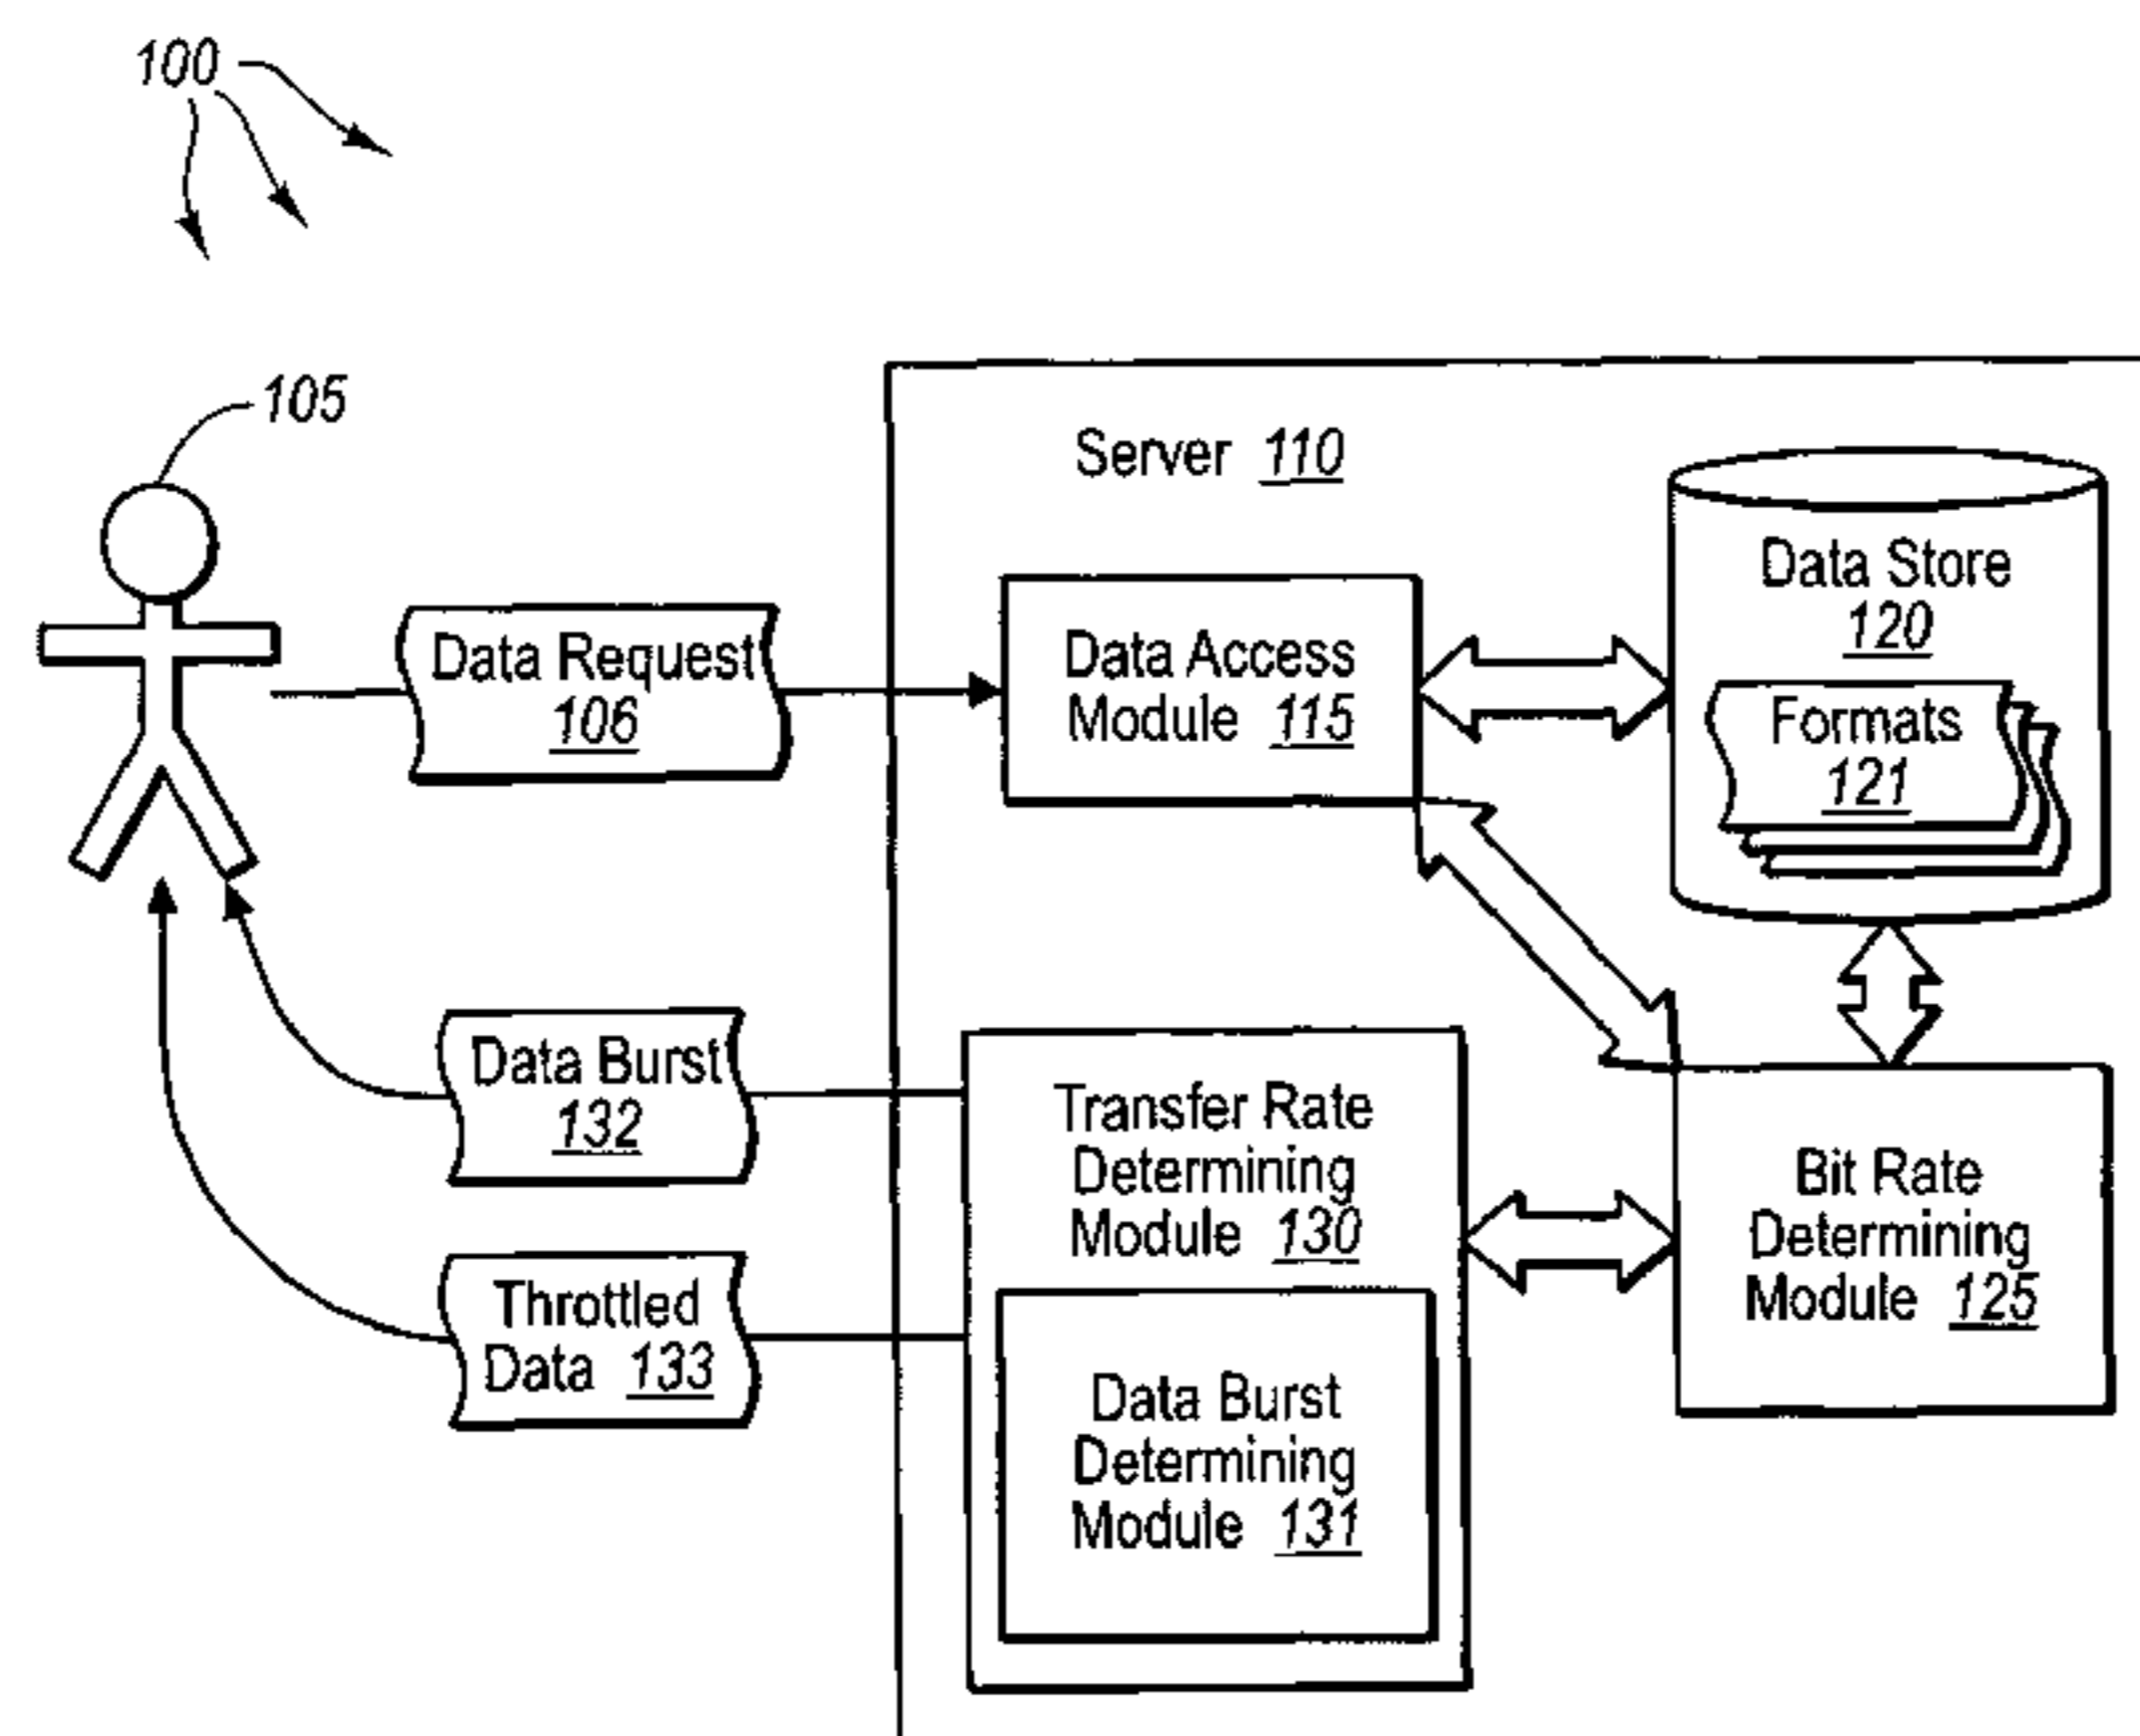 100
105
Server 110
Data Store
120
Data Request
106
Data Access
Module 115
Formats
121
Data Burst
132
Transfer Rate
Determining
Module 130
Bit Rate
Determining
Module 125
Throttled
Data 133
Data Burst
Determining
Module 131